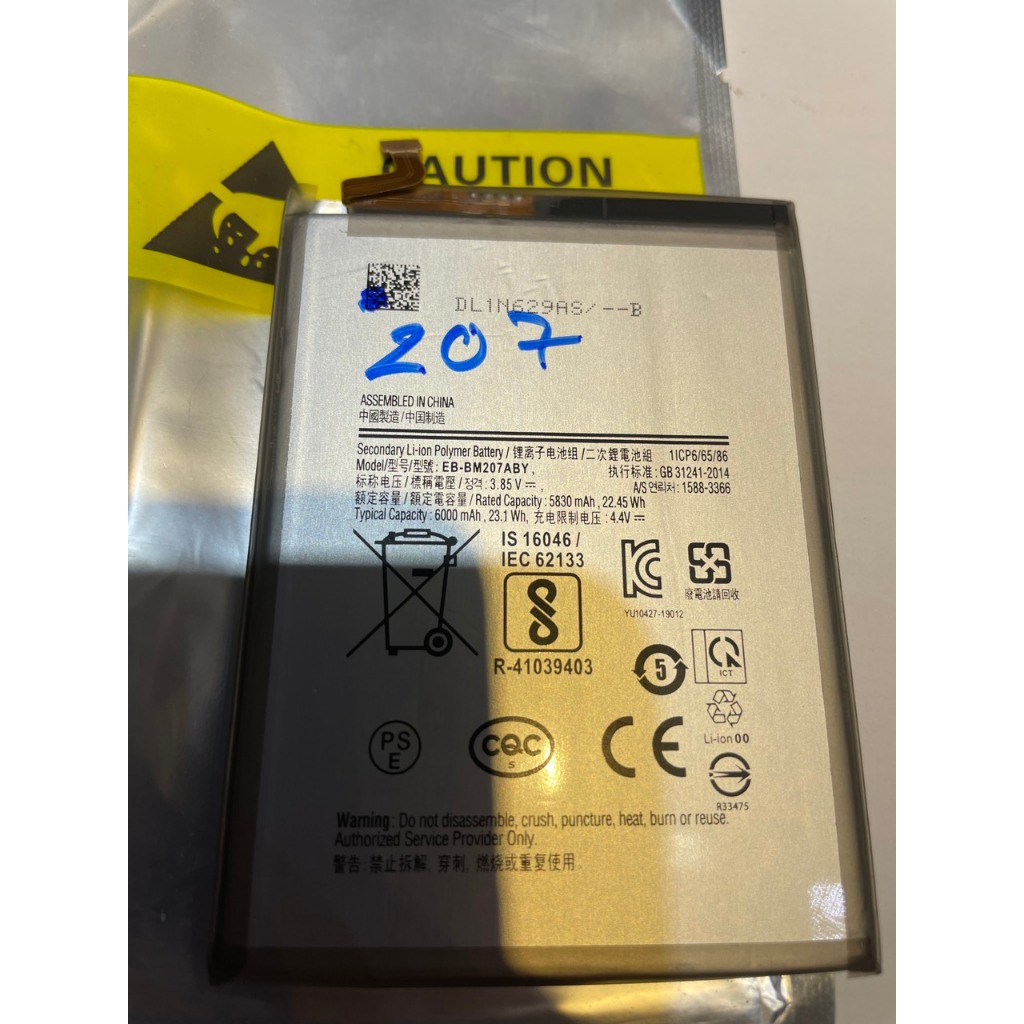 CAUTION
DL1N629AS/--B
207
ASSEMBLED IN CHINA
中國製造/中国制造
Secondary Li-ion Polymer Battery / 锂离子电池组 / 二次鋰電池組 1ICP6/65/86
Model/型号/型號: EB-BM207ABY, 执行标准: GB 31241-2014
标称电压 / 標稱電壓 / 정격: 3.85V ⎓ A/S 연락처: 1588-3366
额定容量 / 額定電容量 / Rated Capacity: 5830 mAh, 22.45 Wh
Typical Capacity: 6000 mAh, 23.1 Wh, 充电限制电压: 4.4V ⎓
IS 16046 /
IEC 62133
R-41039403
KC
YU10427-19012
廢電池請回收
5
ICT
Li-ion 00
R33475
PS
E
CQC
S
CE
Warning: Do not disassemble, crush, puncture, heat, burn or reuse.
Authorized Service Provider Only.
警告: 禁止拆解, 穿刺, 燃烧或重复使用